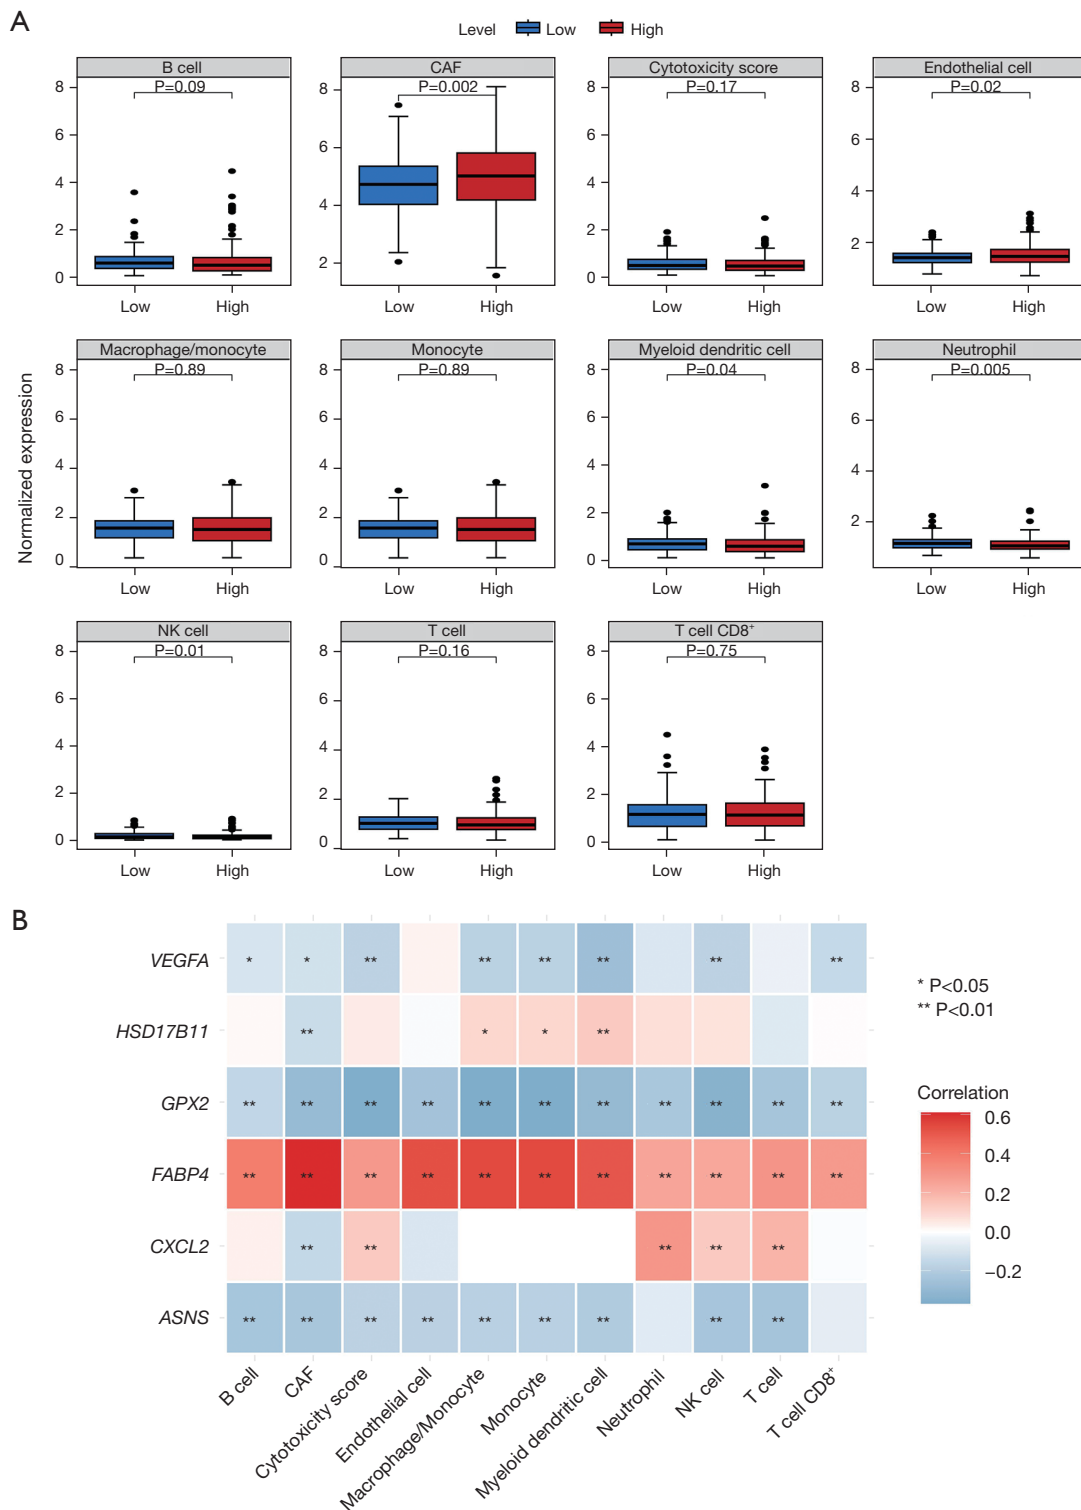 A
Level Low High
B cell CAF Cytotoxicity score Endothelial cell
P=0.09 P=0.002 P=0.17 P=0.02
8 8 8 8
6 6 6 6
4 4 4 4
2 2 2 2
0 0
Low High Low High Low High Low High
Normalized expression
Macrophage/monocyte Monocyte Myeloid dendritic cell Neutrophil
P=0.89 P=0.89 P=0.04 P=0.005
8 8 8 8
6 6 6 6
4 4 4 4
2 2 2 2
0 0 0
Low High Low High Low High Low High
NK cell T cell T cell CD8+
P=0.01 P=0.16 P=0.75
8 8 8
6 6 6
4 4 4
2 2 2
0 0 0
Low High Low High Low High
B
VEGFA * * ** ** ** ** ** **
HSD17B11 ** * * **
GPX2 ** ** ** ** ** ** ** ** ** ** **
FABP4 ** ** ** ** ** ** ** ** ** ** **
CXCL2 ** ** ** ** **
ASNS ** ** ** ** ** ** ** ** **
* P<0.05
** P<0.01
Correlation
0.6
0.4
0.2
0.0
−0.2
B cell
CAF
Cytotoxicity score
Endothelial cell
Macrophage/Monocyte
Monocyte
Myeloid dendritic cell
Neutrophil
NK cell
T cell
T cell CD8+